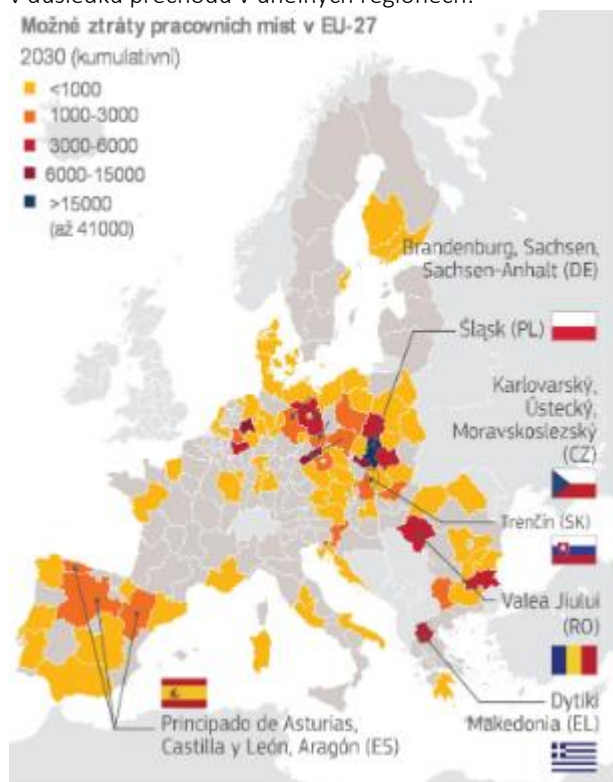 v důsledku přechodu v uhelných regionech.
Možné ztráty pracovních míst v EU-27
2030 (kumulativní)
<1000
1000-3000
3000-6000
6000-15000
>15000
(až 41000)
Brandenburg, Sachsen,
Sachsen-Anhalt (DE)
Śląsk (PL)
Karlovarský,
Ústecký,
Moravskoslezský
(CZ)
Trenčín (SK)
Valea Jiului
(RO)
Dytiki
Makedonia (EL)
Principado de Asturias,
Castilla y León, Aragón (ES)